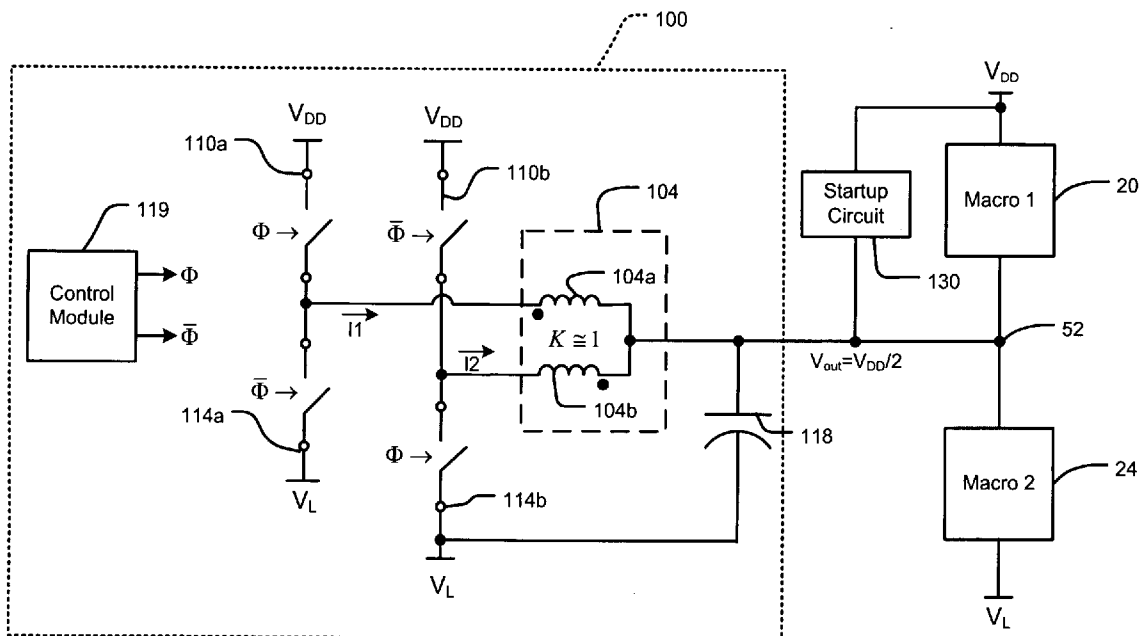 100
V_DD
V_DD
V_DD
110a
110b
104
119
Startup
Circuit
Macro 1
20
Φ→
Φ̅→
104a
130
Control
Module
Φ
Φ̅
K ≅ 1
I1
I2
52
V_out=V_DD/2
104b
Φ̅→
118
114a
Φ→
Macro 2
24
V_L
114b
V_L
V_L